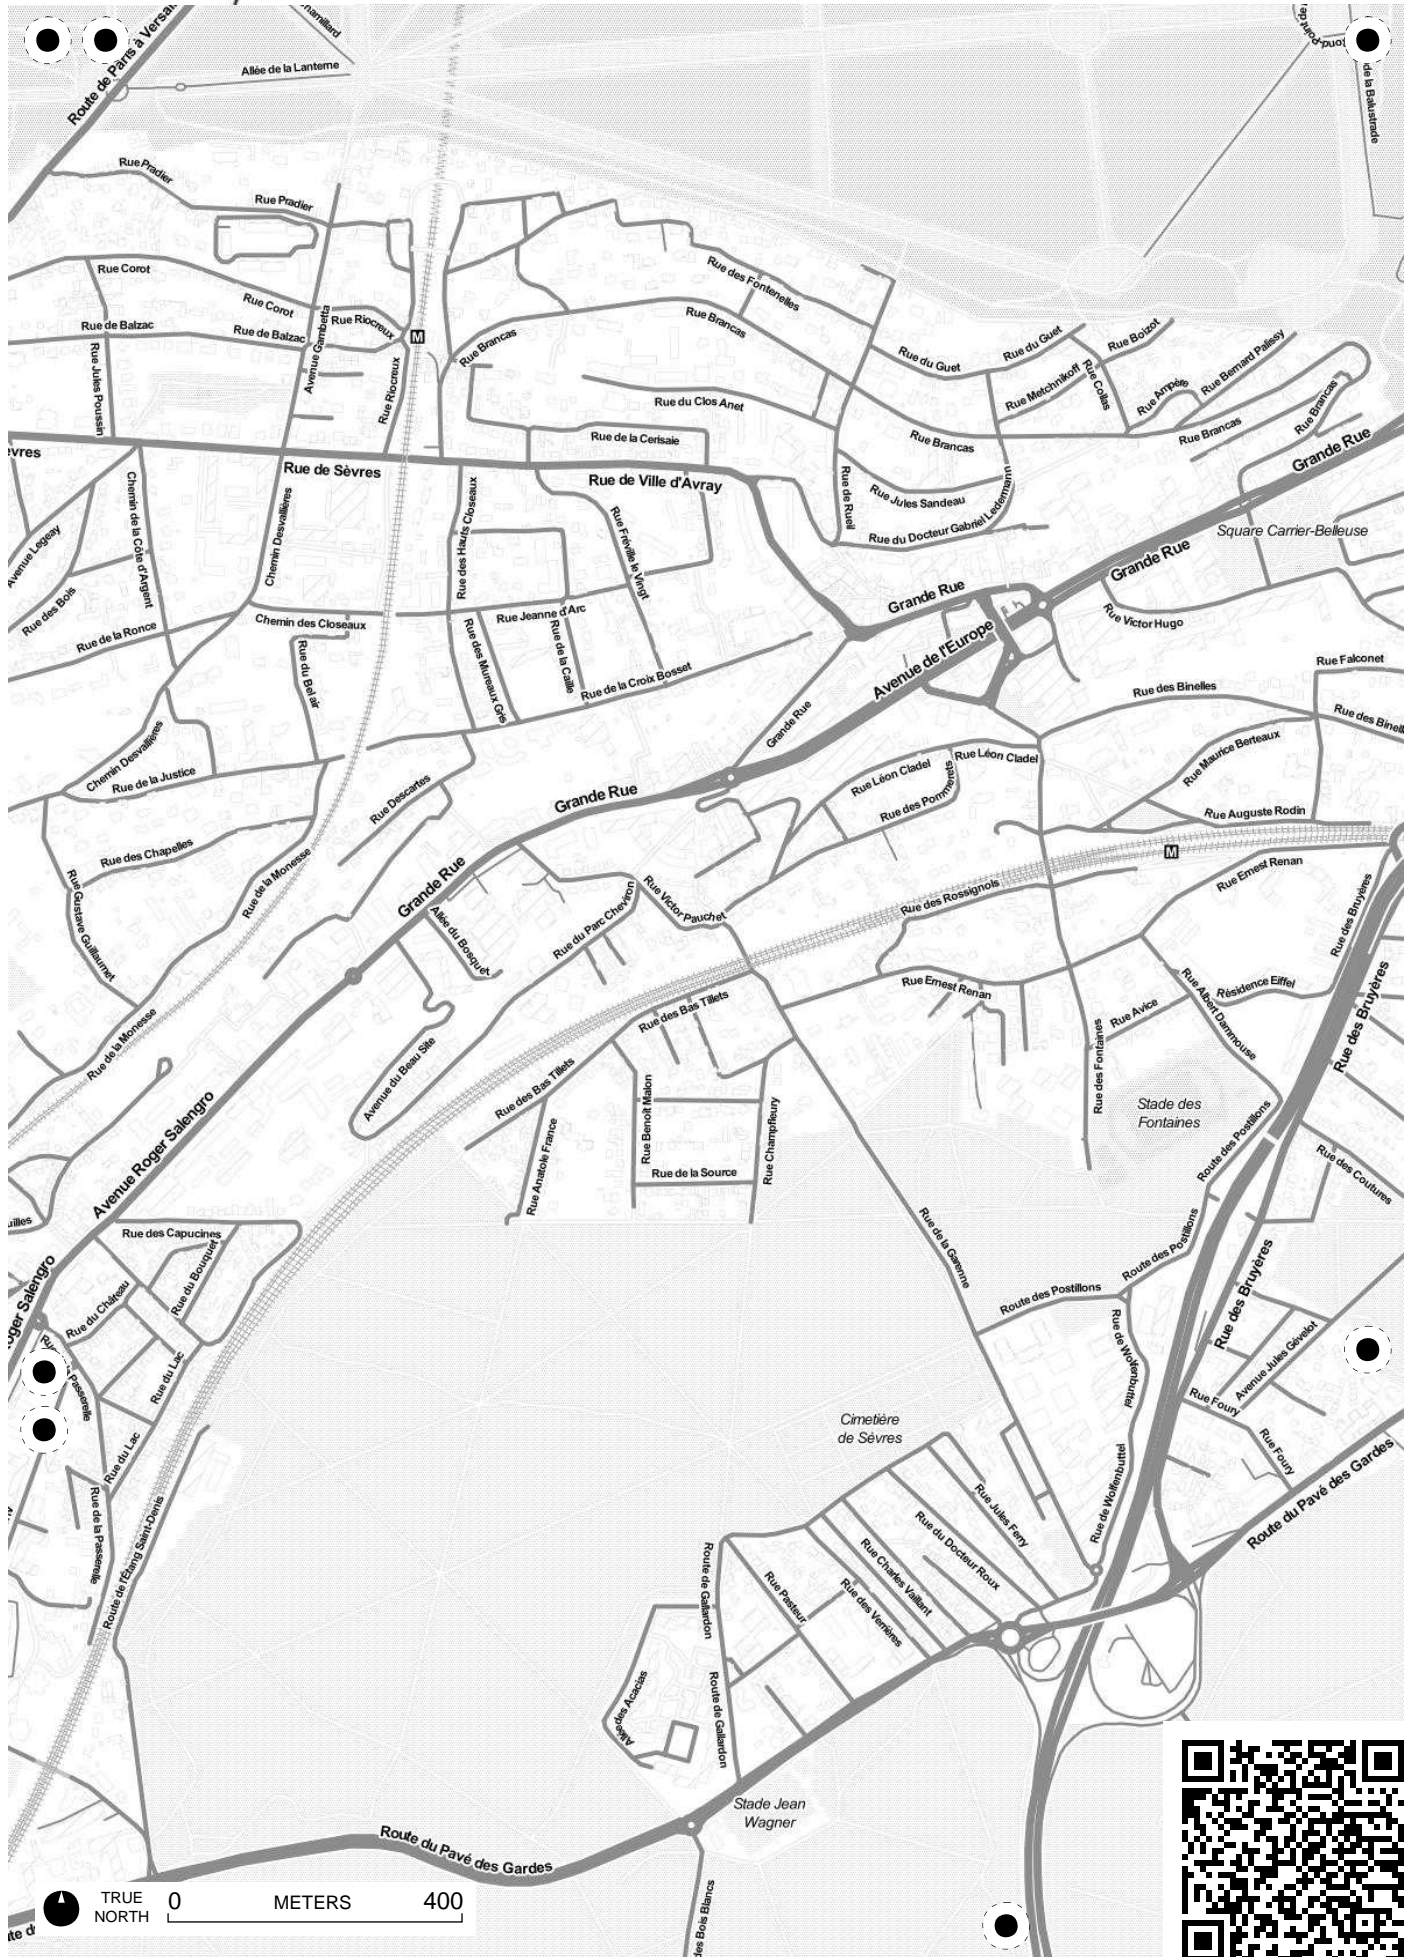 Route de Paris à Versai
Allée de la Lanterne
de la Balustrade
Rue Pradier
Rue Pradier
Rue Corot
Rue Corot
Rue de Balzac
Rue de Balzac
Rue Riocreux
Rue Riocreux
Avenue Gambetta
Rue Jules Poussin
M
Rue Brancas
Rue Brancas
Rue des Fontenelles
Rue du Guet
Rue du Guet
Rue Boizot
Rue Metchnikoff
Rue Collas
Rue Ampère
Rue Bernard Palissy
Rue du Clos Anet
Rue Brancas
Rue Brancas
Rue Brancas
Rue de la Cerisaie
Grande Rue
èvres
Rue de Sèvres
Rue de Ville d'Avray
Rue de Rueil
Rue Jules Sandeau
Rue du Docteur Gabriel Ledermann
Square Carrier-Belleuse
Chemin de la Côte d'Argent
Chemin Desvallières
Rue des Hauts Closeaux
Rue Fréville le Vingt
Avenue Legeay
Rue des Bois
Rue de la Ronce
Chemin des Closeaux
Rue Jeanne d'Arc
Grande Rue
Grande Rue
Rue Victor Hugo
Rue du Bel air
Rue des Mureaux Gris
Rue de la Caille
Rue de la Croix Bosset
Avenue de l'Europe
Rue Falconet
Rue des Binelles
Rue des Binell
Grande Rue
Chemin Desvallières
Rue de la Justice
Rue Descartes
Grande Rue
Rue Léon Cladel
Rue Léon Cladel
Rue des Pommerets
Rue Maurice Berteaux
Rue Auguste Rodin
Rue des Chapelles
Rue de la Monesse
Rue Gustave Guillaumet
Grande Rue
M
Rue Ernest Renan
Allée du Bosquet
Rue du Parc Cheviron
Rue Victor Pauchet
Rue des Rossignols
Rue des Bruyères
Rue Ernest Renan
Résidence Eiffel
Rue Albert Dammouse
Rue Avice
Rue des Fontaines
Rue des Bruyères
Rue de la Monesse
Avenue du Beau Site
Rue des Bas Tillets
Rue des Bas Tillets
Rue Benoit Malon
Rue Champfleury
Rue Anatole France
Rue de la Source
Stade des
Fontaines
Route des Postillons
Rue des Coutures
Avenue Roger Salengro
uilles
Rue des Capucines
Rue du Bouquet
Rue du Château
oger Salengro
Rue du Lac
Rue du Lac
Passerelle
Rue de la Passerelle
Route de l'Étang Saint-Denis
Rue de la Garenne
Route des Postillons
Route des Postillons
Rue de Wolfenbuttel
Rue de Wolfenbuttel
Rue des Bruyères
Avenue Jules Gévelot
Rue Foury
Rue Foury
Route du Pavé des Gardes
Cimetière
de Sèvres
Rue Jules Ferry
Rue du Docteur Roux
Rue Charles Vaillant
Rue des Verrières
Rue Pasteur
Route de Gallardon
Route de Gallardon
Allée des Acacias
Stade Jean
Wagner
Route du Pavé des Gardes
des Bois Blancs
TRUE
NORTH
0 METERS 400